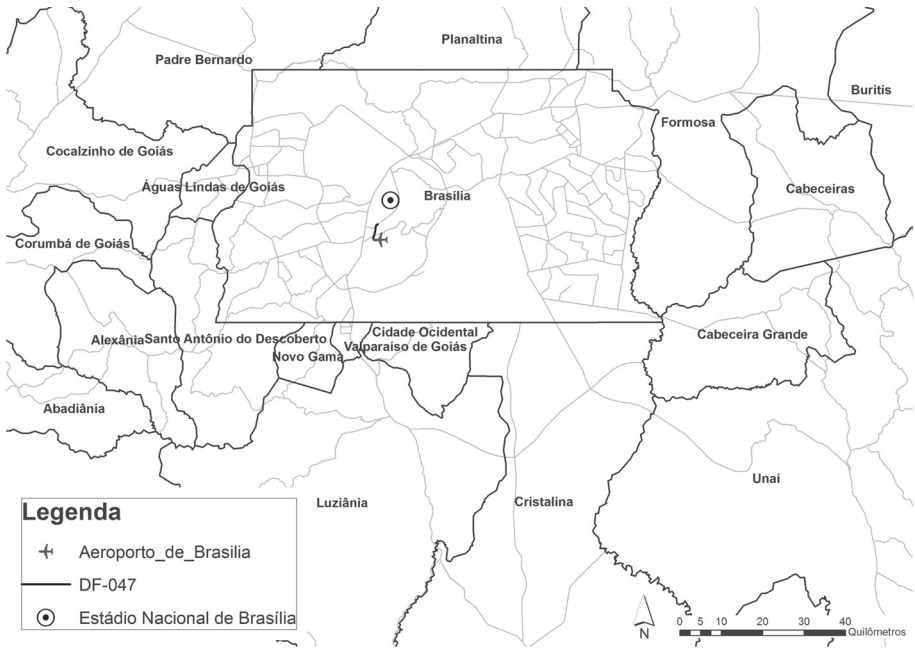 Planaltina
Padre Bernardo
Buritis
Formosa
Cocalzinho de Goiás
Águas Lindas de Goiás
Cabeceiras
Brasília
Corumbá de Goiás
Cidade Ocidental
Cabeceira Grande
Alexânia
Santo Antônio do Descoberto
Valparaíso de Goiás
Novo Gama
Abadiânia
Unaí
Luziânia
Cristalina
Legenda
Aeroporto_de_Brasilia
DF-047
Estádio Nacional de Brasília
N
0 5 10 20 30 40
Quilômetros